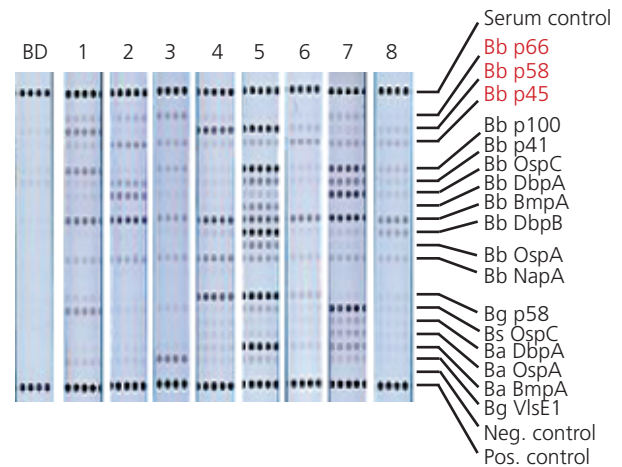 BD 1 2 3 4 5 6 7 8
Serum control
Bb p66
Bb p58
Bb p45
Bb p100
Bb p41
Bb OspC
Bb DbpA
Bb BmpA
Bb DbpB
Bb OspA
Bb NapA
Bg p58
Bs OspC
Ba DbpA
Ba OspA
Ba BmpA
Bg VlsE1
Neg. control
Pos. control